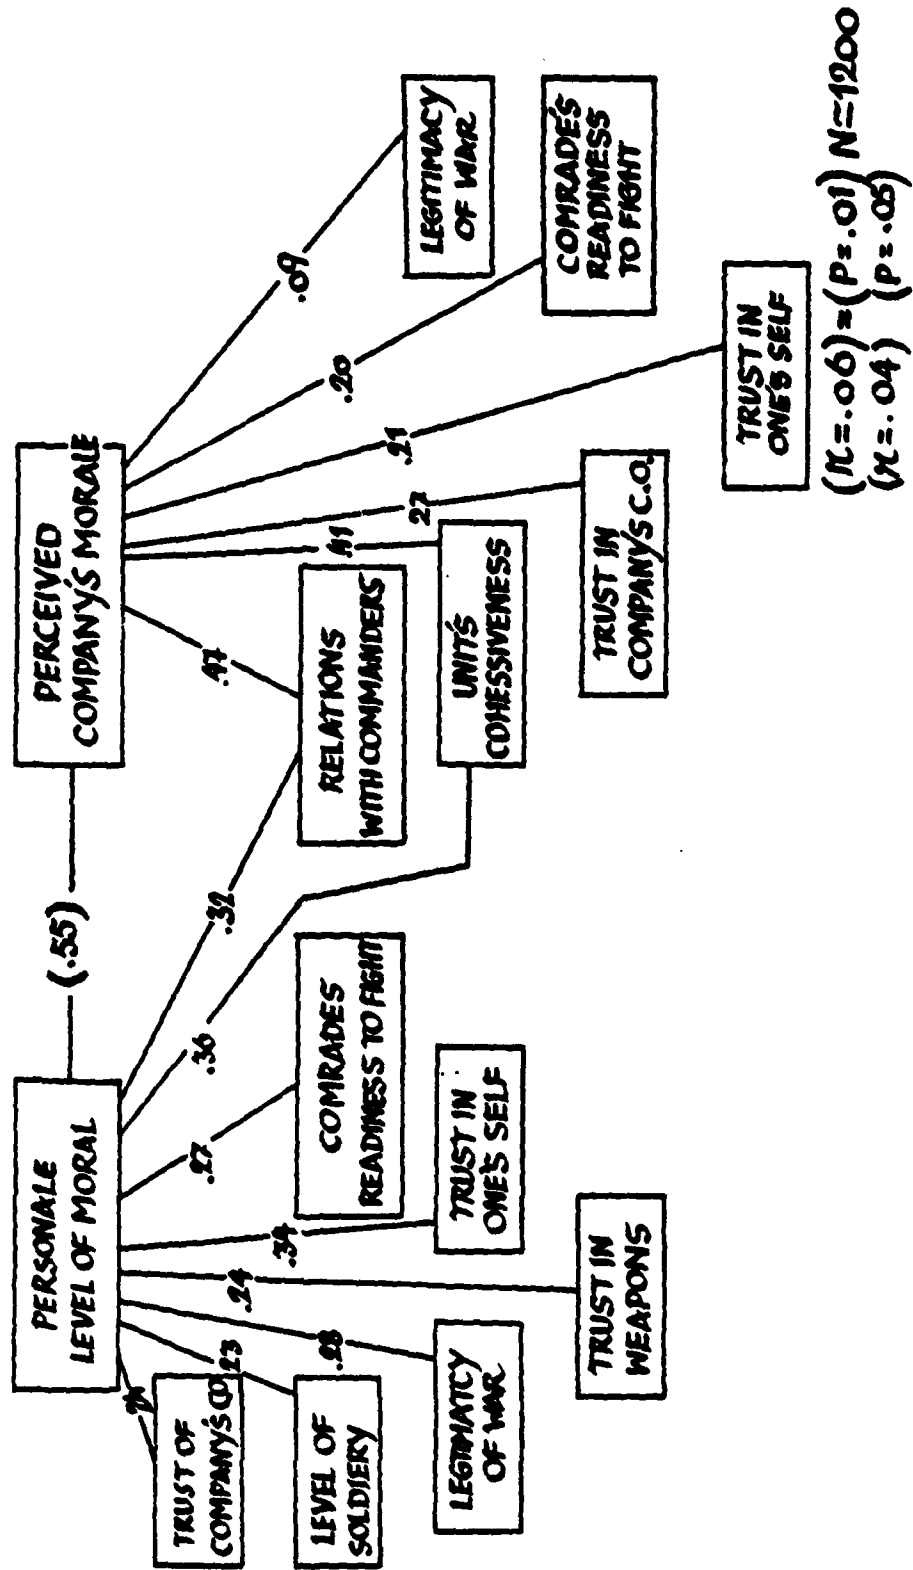 PERSONALE
LEVEL OF MORAL
(.55)
PERCEIVED
COMPANY'S MORALE
.23
.28
.24
.34
.27
.36
.32
.47
.41
.27
.21
.20
.09
TRUST OF
COMPANY'S CO
LEVEL OF
SOLDIERY
LEGTIMATCY
OF WAR
TRUST IN
WEAPONS
TRUST IN
ONE'S SELF
COMRADES
READINESS TO FIGHT
RELATIONS
WITH COMMANDERS
UNIT'S
COHESSIVENESS
TRUST IN
COMPANY'S C.O.
TRUST IN
ONE'S SELF
COMRADE'S
READINESS
TO FIGHT
LEGITIMACY
OF WAR
(r=.06)=(P=.01) N=1200
(r=.04) (P=.05)